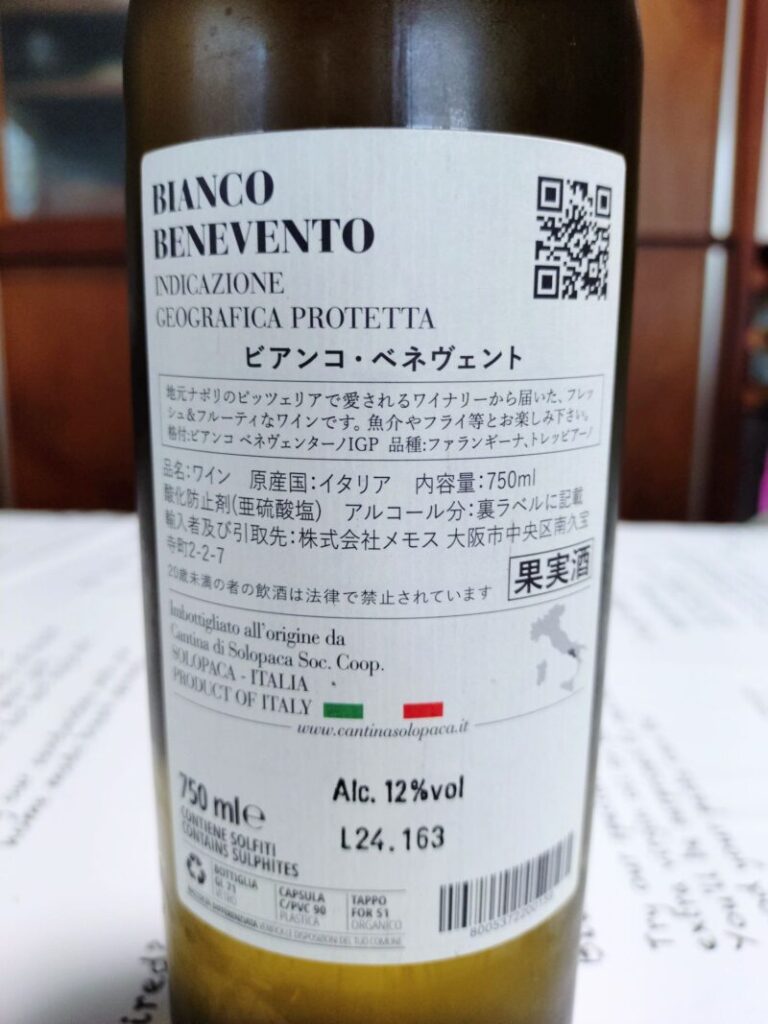 BIANCO
BENEVENTO
INDICAZIONE
GEOGRAFICA PROTETTA
ビアンコ・ベネヴェント
地元ナポリのピッツェリアで愛されるワイナリーから届いた、フレッ
シュ&フルーティなワインです。魚介やフライ等とお楽しみ下さい。
格付:ビアンコ ベネヴェンターノIGP 品種:ファランギーナ、トレッビアーノ
品名:ワイン 原産国:イタリア 内容量:750ml
酸化防止剤(亜硫酸塩) アルコール分:裏ラベルに記載
輸入者及び引取先:株式会社メモス 大阪市中央区南久宝
寺町2-2-7
20歳未満の者の飲酒は法律で禁止されています
果実酒
Imbottigliato all'origine da
Cantina di Solopaca Soc. Coop.
SOLOPACA - ITALIA
PRODUCT OF ITALY
www.cantinasolopaca.it
750 ml e
Alc. 12%vol
L24.163
CONTIENE SOLFITI
CONTAINS SULPHITES
BOTTIGLIA
GL 71
VETRO
CAPSULA
C/PVC 90
PLASTICA
TAPPO
FOR 51
ORGANICO
VERIFICA LE DISPOSIZIONI DEL TUO COMUNE